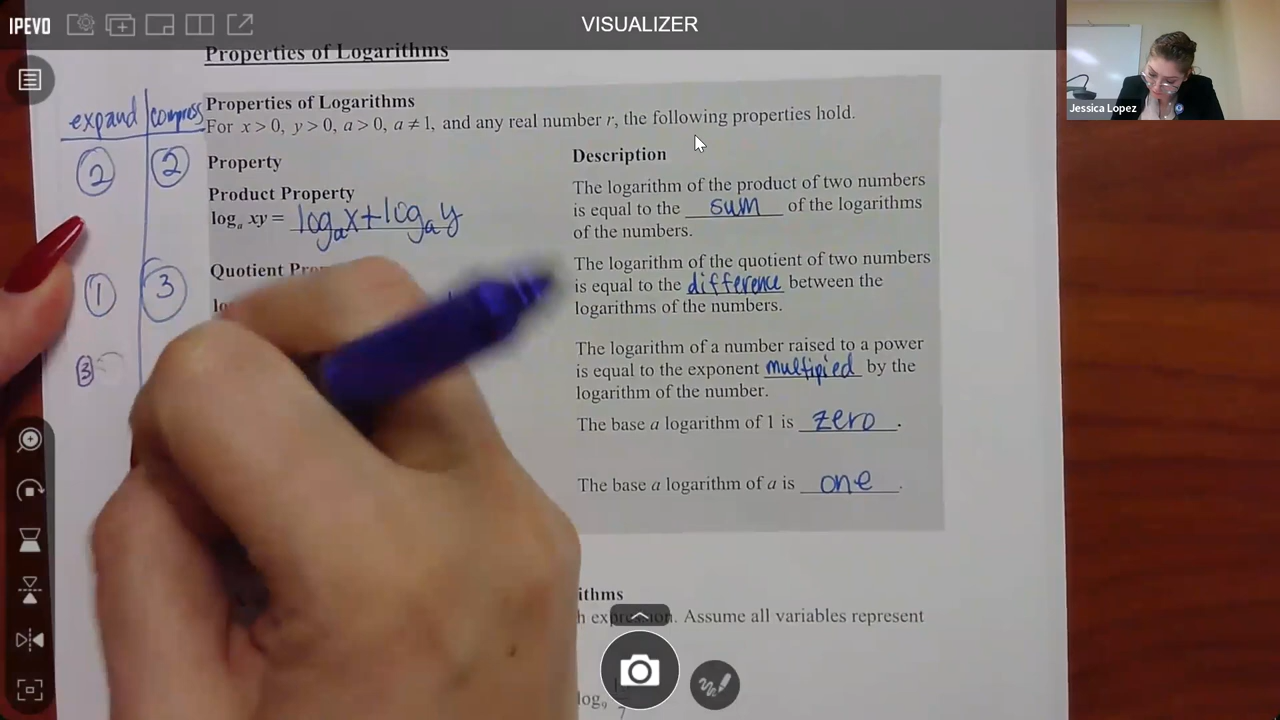 IPEVO
VISUALIZER
Jessica Lopez
Properties of Logarithms
expand compress
Properties of Logarithms
For x > 0, y > 0, a > 0, a ≠ 1, and any real number r, the following properties hold.
2 2
Property
Description
Product Property
logₐ xy = logₐx+logₐy
The logarithm of the product of two numbers
is equal to the sum of the logarithms
of the numbers.
1 3
Quotient
The logarithm of the quotient of two numbers
is equal to the difference between the
logarithms of the numbers.
3
The logarithm of a number raised to a power
is equal to the exponent multipied by the
logarithm of the number.
The base a logarithm of 1 is zero.
The base a logarithm of a is one.
Assume all variables represent
log₉